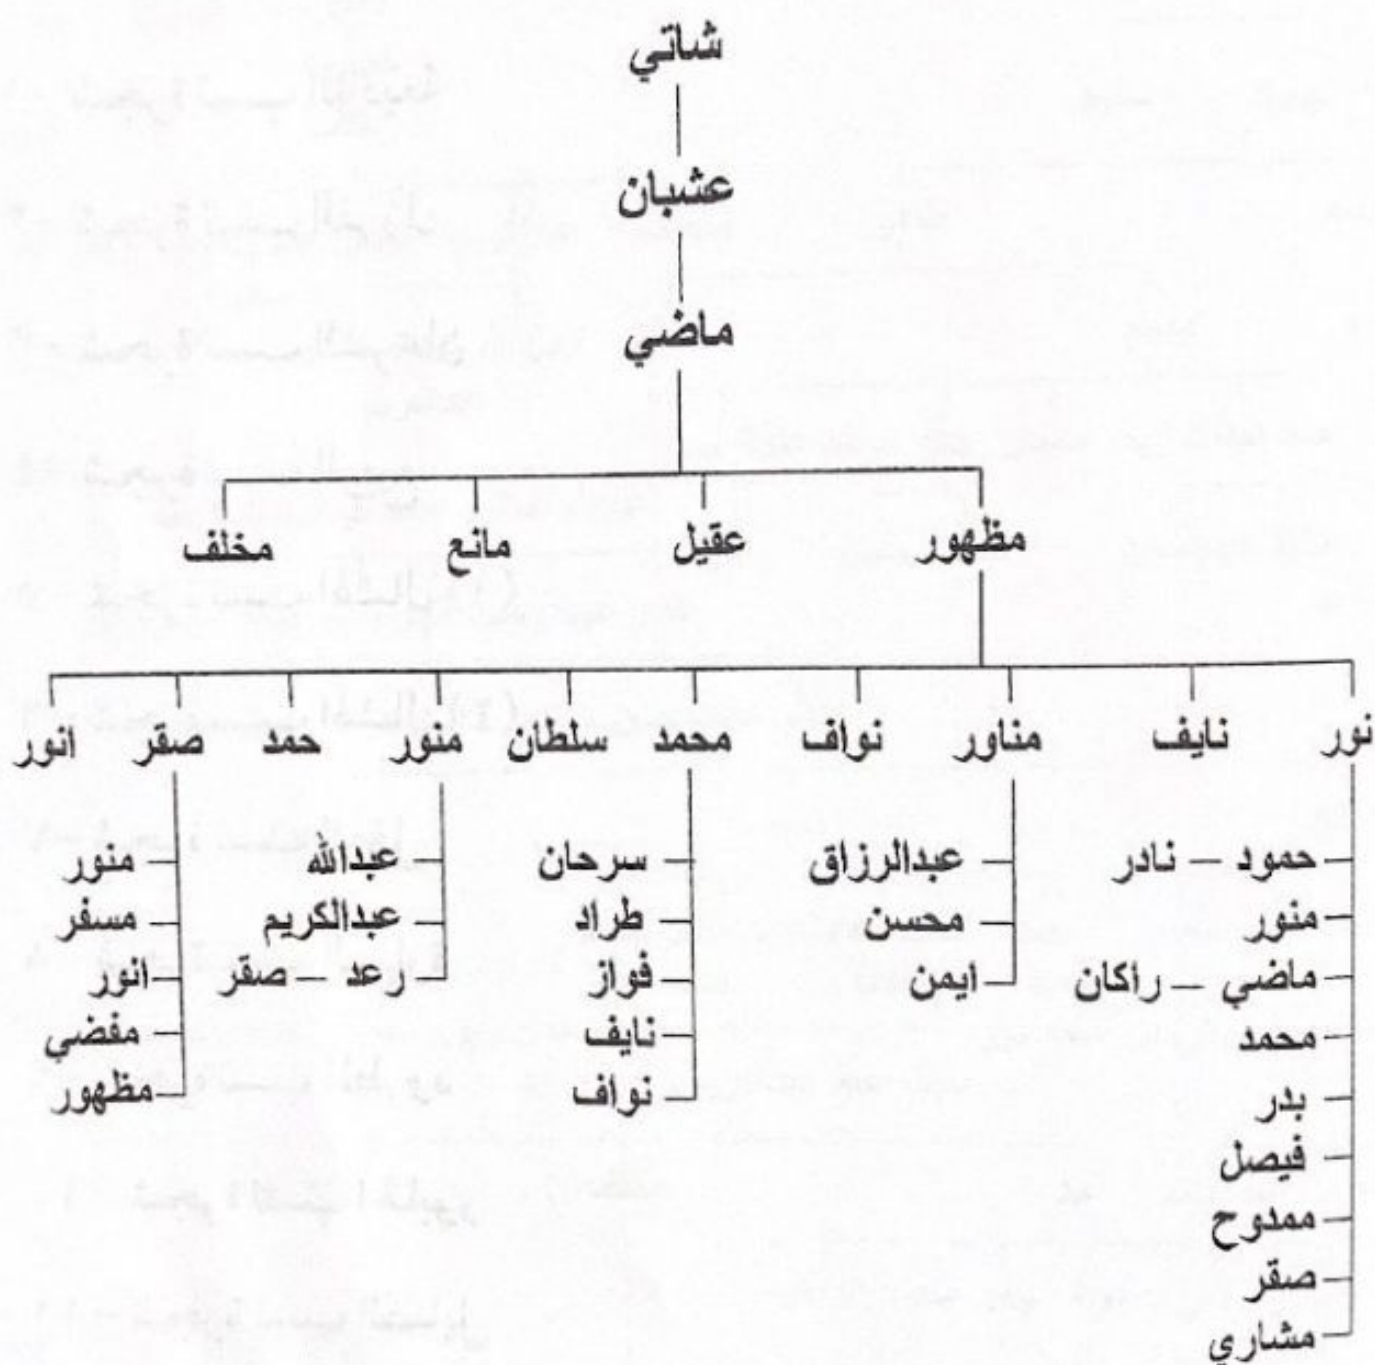 شاتي
عشبان
ماضي
مظهور عقيل مانع مخلف
نور نايف مناور نواف محمد سلطان منور حمد صقر انور
حمود – نادر عبدالرزاق سرحان عبدالله منور
منور محسن طراد عبدالكريم مسفر
ماضي – راكان ايمن فواز رعد – صقر انور
محمد نايف مفضي
بدر نواف مظهور
فيصل
ممدوح
صقر
مشاري